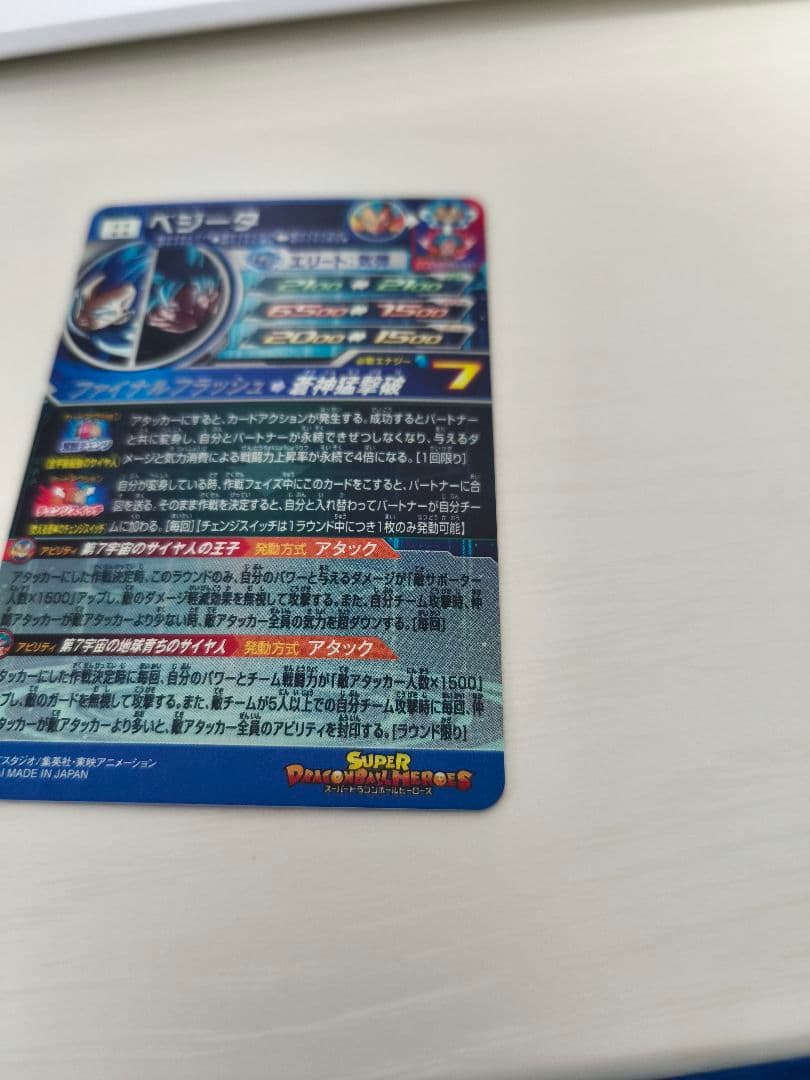 ベジータ
エリート:気弾
2100 2100
6500 1500
2000 1500
必要エナジー 7
ファイナルフラッシュ 蒼神猛撃破
アタッカーにすると、カードアクションが発生する。成功するとパートナー
と共に変身し、自分とパートナーが永続できぜつしなくなり、与えるダ
メージと気力消費による戦闘力上昇率が永続で4倍になる。[1回限り]
自分が変身している時、作戦フェイズ中にこのカードをこすると、パートナーに合
チェンジスイッチ
図を送る。そのまま作戦を決定すると、自分と入れ替わってパートナーが自分チー
ムに加わる。[毎回]【チェンジスイッチは1ラウンド中につき1枚のみ発動可能】
アビリティ 第7宇宙のサイヤ人の王子 発動方式 アタック
アタッカーにした作戦決定時、このラウンドのみ、自分のパワーと与えるダメージが「敵サポーター
人数×1500」アップし、敵のダメージ軽減効果を無視して攻撃する。また、自分チーム攻撃時、仲
アタッカーが敵アタッカーより少ない時、敵アタッカー全員の気力を超ダウンする。[毎回]
アビリティ 第7宇宙の地球育ちのサイヤ人 発動方式 アタック
タッカーにした作戦決定時に毎回、自分のパワーとチーム戦闘力が「敵アタッカー人数×1500」
プし、敵のガードを無視して攻撃する。また、敵チームが5人以上での自分チーム攻撃時に毎回、仲
タッカーが敵アタッカーより多いと、敵アタッカー全員のアビリティを封印する。[ラウンド限り]
スタジオ/集英社・東映アニメーション
I MADE IN JAPAN
SUPER
DRAGONBALL HEROES
スーパードラゴンボールヒーローズ